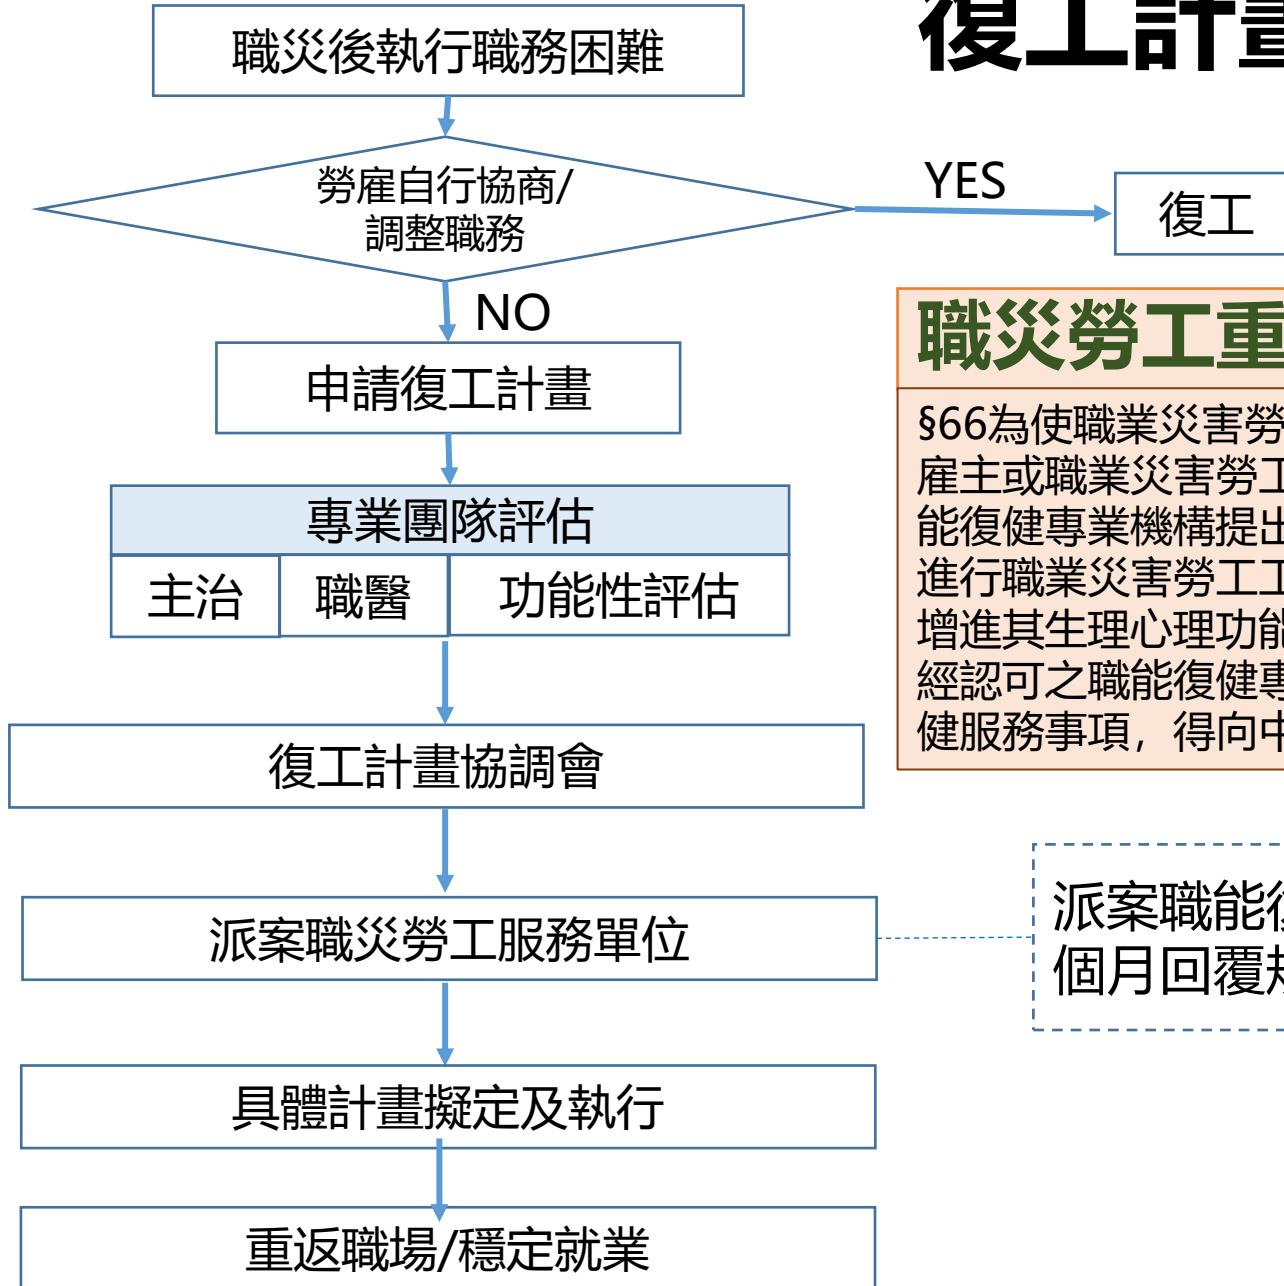 復工計
職災後執行職務困難
勞雇自行協商/
調整職務
YES
復工
NO
職災勞工重
申請復工計畫
§66為使職業災害勞
雇主或職業災害勞工
能復健專業機構提出
進行職業災害勞工工
增進其生理心理功能
經認可之職能復健專
健服務事項，得向中
專業團隊評估
主治
職醫
功能性評估
復工計畫協調會
派案職災勞工服務單位
派案職能復
個月回覆
具體計畫擬定及執行
重返職場/穩定就業